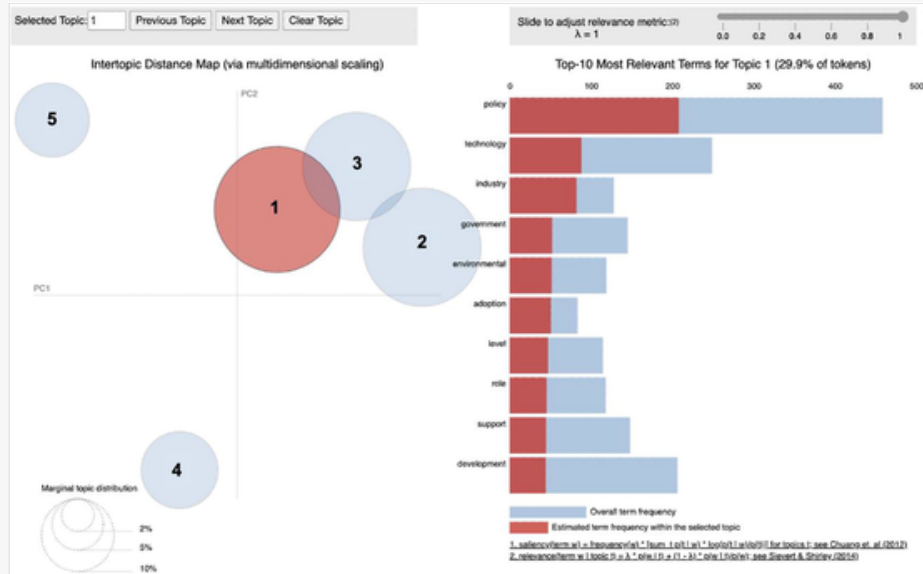 Selected Topic: 1 Previous Topic Next Topic Clear Topic
Slide to adjust relevance metric:(2)
λ = 1
0.0 0.2 0.4 0.6 0.8 1
Intertopic Distance Map (via multidimensional scaling)
PC2
PC1
5
3
1
2
4
Marginal topic distribution
2%
5%
10%
Top-10 Most Relevant Terms for Topic 1 (29.9% of tokens)
0 100 200 300 400 500
policy
technology
industry
government
environmental
adoption
level
role
support
development
Overall term frequency
Estimated term frequency within the selected topic
1. saliency(term w) = frequency(w) * [sum_t p(t | w) * log(p(t | w)/p(t))] for topics t; see Chuang et. al (2012)
2. relevance(term w | topic t) = λ * p(w | t) + (1 - λ) * p(w | t)/p(w); see Sievert & Shirley (2014)